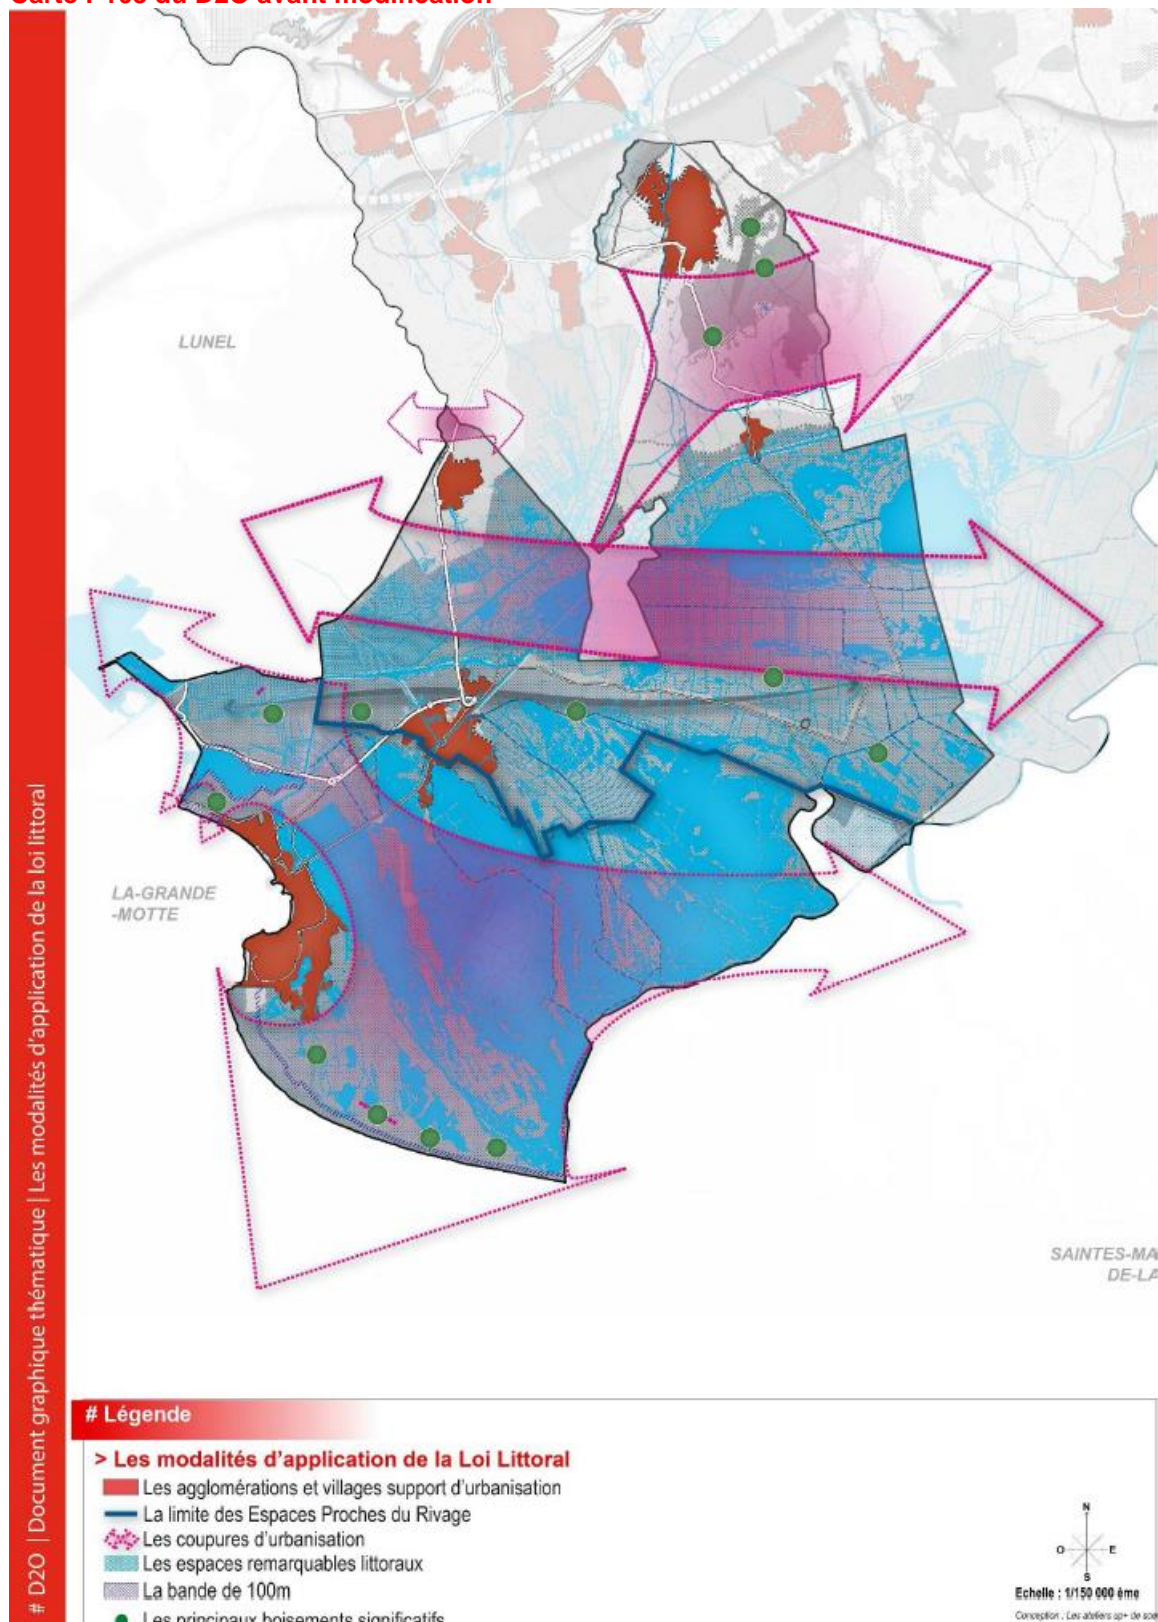 Carte P103 du D2O avant modification
# D2O | Document graphique thématique | Les modalités d'application de la loi littoral
LUNEL
LA-GRANDE
-MOTTE
SAINTES-MA
DE-LA
# Légende
> Les modalités d'application de la Loi Littoral
Les agglomérations et villages support d'urbanisation
La limite des Espaces Proches du Rivage
Les coupures d'urbanisation
Les espaces remarquables littoraux
La bande de 100m
Les principaux boisements significatifs
N
O
E
S
Echelle : 1/150 000 ème
Conception : Les ateliers up+ de